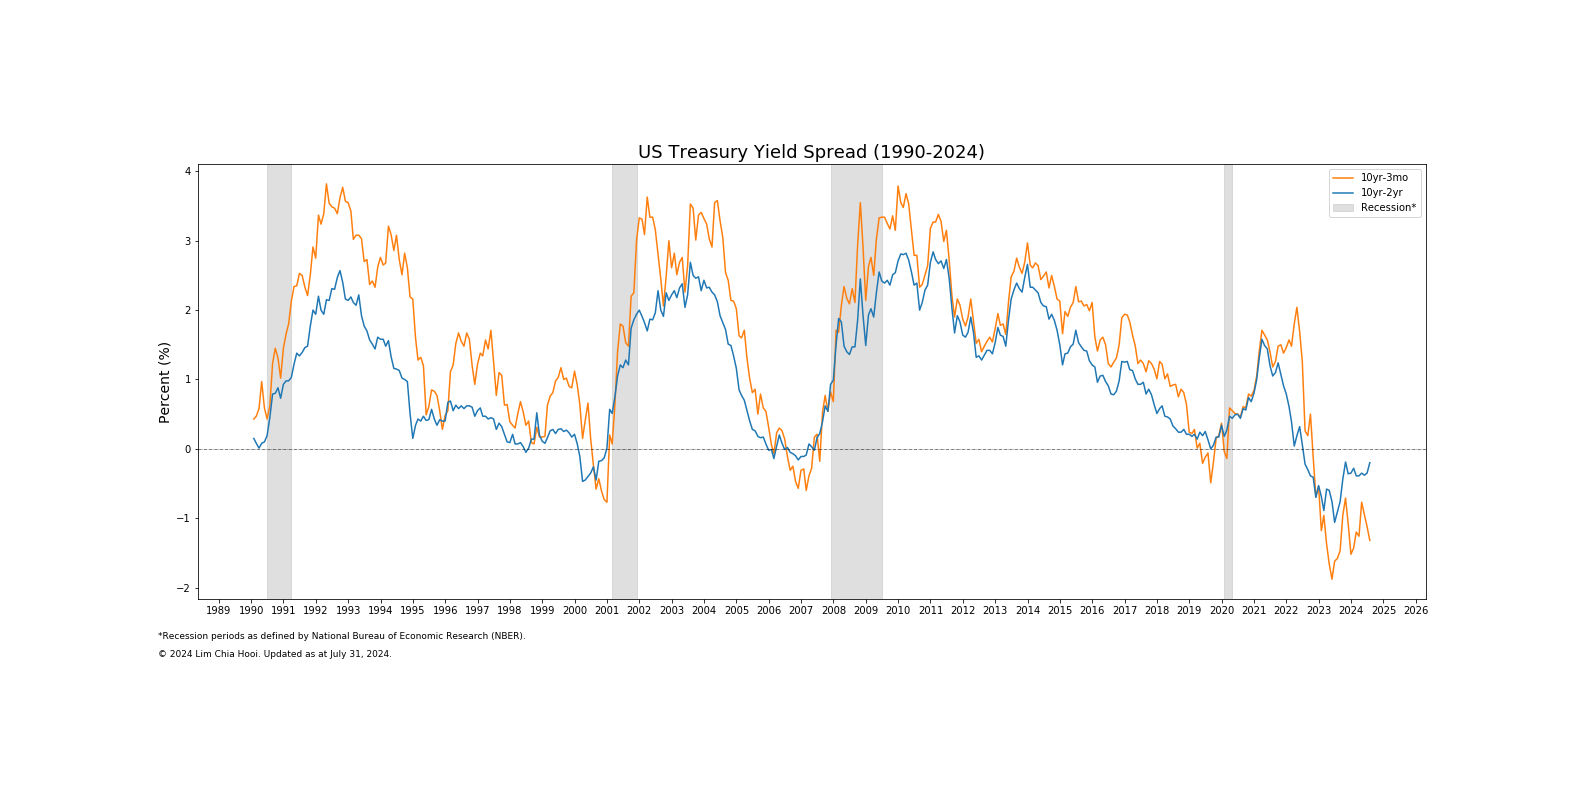 US Treasury Yield Spread (1990-2024)
Percent (%)
4
3
2
1
0
−1
−2
10yr-3mo
10yr-2yr
Recession*
1989 1990 1991 1992 1993 1994 1995 1996 1997 1998 1999 2000 2001 2002 2003 2004 2005 2006 2007 2008 2009 2010 2011 2012 2013 2014 2015 2016 2017 2018 2019 2020 2021 2022 2023 2024 2025 2026
*Recession periods as defined by National Bureau of Economic Research (NBER).
© 2024 Lim Chia Hooi. Updated as at July 31, 2024.